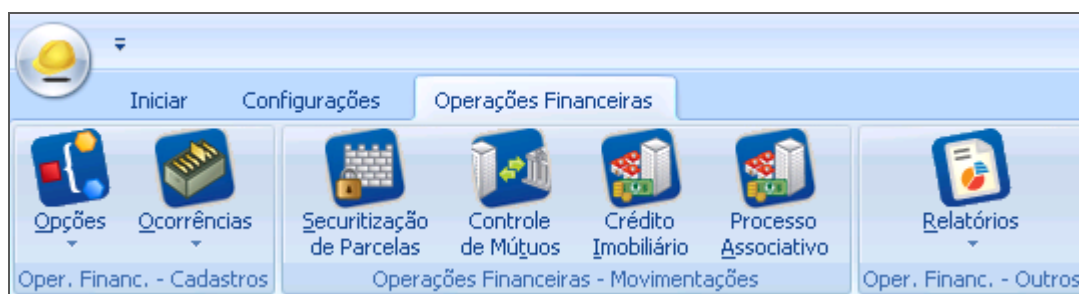 Iniciar Configurações Operações Financeiras
Opções Ocorrências Securitização de Parcelas Controle de Mútuos Crédito Imobiliário Processo Associativo Relatórios
Oper. Financ. - Cadastros Operações Financeiras - Movimentações Oper. Financ. - Outros